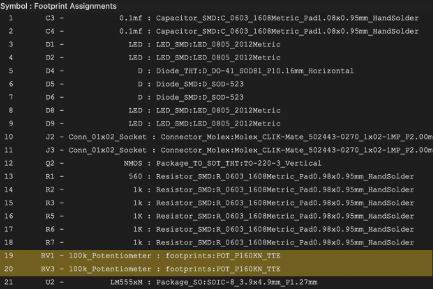 Symbol : Footprint Assignments
1 C3 - 0.1mf : Capacitor_SMD:C_0603_1608Metric_Pad1.08x0.95mm_HandSolder
2 C4 - 0.1mf : Capacitor_SMD:C_0603_1608Metric_Pad1.08x0.95mm_HandSolder
3 D1 - LED : LED_SMD:LED_0805_2012Metric
4 D2 - LED : LED_SMD:LED_0805_2012Metric
5 D4 - D : Diode_THT:D_DO-41_SOD81_P10.16mm_Horizontal
6 D5 - D : Diode_SMD:D_SOD-523
7 D6 - D : Diode_SMD:D_SOD-523
8 D8 - LED : LED_SMD:LED_0805_2012Metric
9 D9 - LED : LED_SMD:LED_0805_2012Metric
10 J2 - Conn_01x02_Socket : Connector_Molex:Molex_CLIK-Mate_502443-0270_1x02-1MP_P2.00m
11 J3 - Conn_01x02_Socket : Connector_Molex:Molex_CLIK-Mate_502443-0270_1x02-1MP_P2.00m
12 Q2 - NMOS : Package_TO_SOT_THT:TO-220-3_Vertical
13 R1 - 560 : Resistor_SMD:R_0603_1608Metric_Pad0.98x0.95mm_HandSolder
14 R2 - 1k : Resistor_SMD:R_0603_1608Metric_Pad0.98x0.95mm_HandSolder
15 R3 - 1k : Resistor_SMD:R_0603_1608Metric_Pad0.98x0.95mm_HandSolder
16 R5 - 1K : Resistor_SMD:R_0603_1608Metric_Pad0.98x0.95mm_HandSolder
17 R6 - 1k : Resistor_SMD:R_0603_1608Metric_Pad0.98x0.95mm_HandSolder
18 R7 - 1k : Resistor_SMD:R_0603_1608Metric_Pad0.98x0.95mm_HandSolder
19 RV1 - 100k_Potentiometer : footprints:POT_P160KN_TTE
20 RV3 - 100k_Potentiometer : footprints:POT_P160KN_TTE
21 U2 - LM555xM : Package_SO:SOIC-8_3.9x4.9mm_P1.27mm